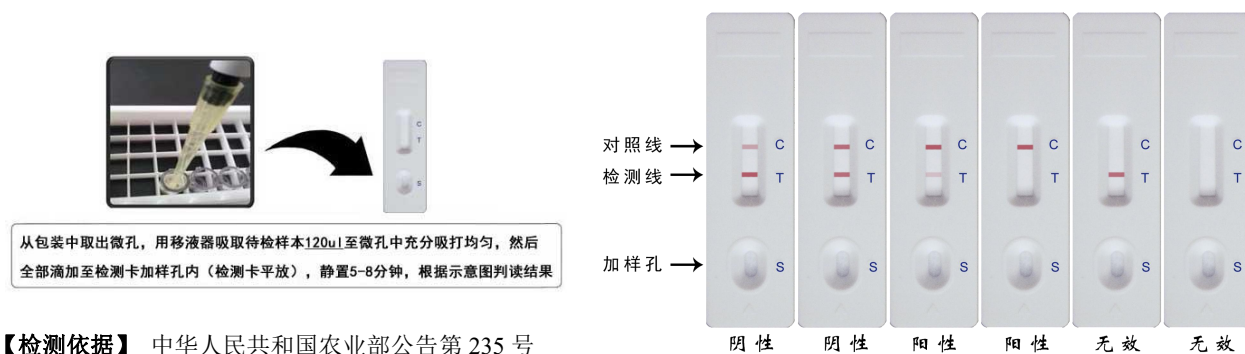 C
T
S
从包装中取出微孔，用移液器吸取待检样本120ul至微孔中充分吸打均匀，然后
全部滴加至检测卡加样孔内（检测卡平放），静置5-8分钟，根据示意图判读结果
【检测依据】 中华人民共和国农业部公告第 235 号
对照线 C C C C C C
检测线 T T T T T T
加样孔 S S S S S S
阴性 阴性 阳性 阳性 无效 无效